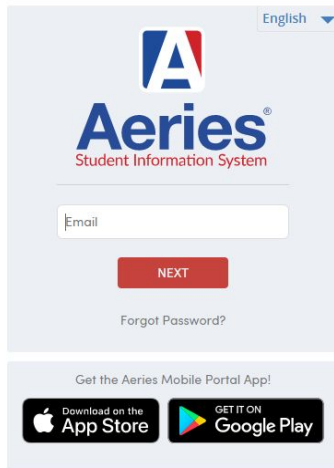 English
A
Aeries®
Student Information System
Email
NEXT
Forgot Password?
Get the Aeries Mobile Portal App!
Download on the
App Store
GET IT ON
Google Play